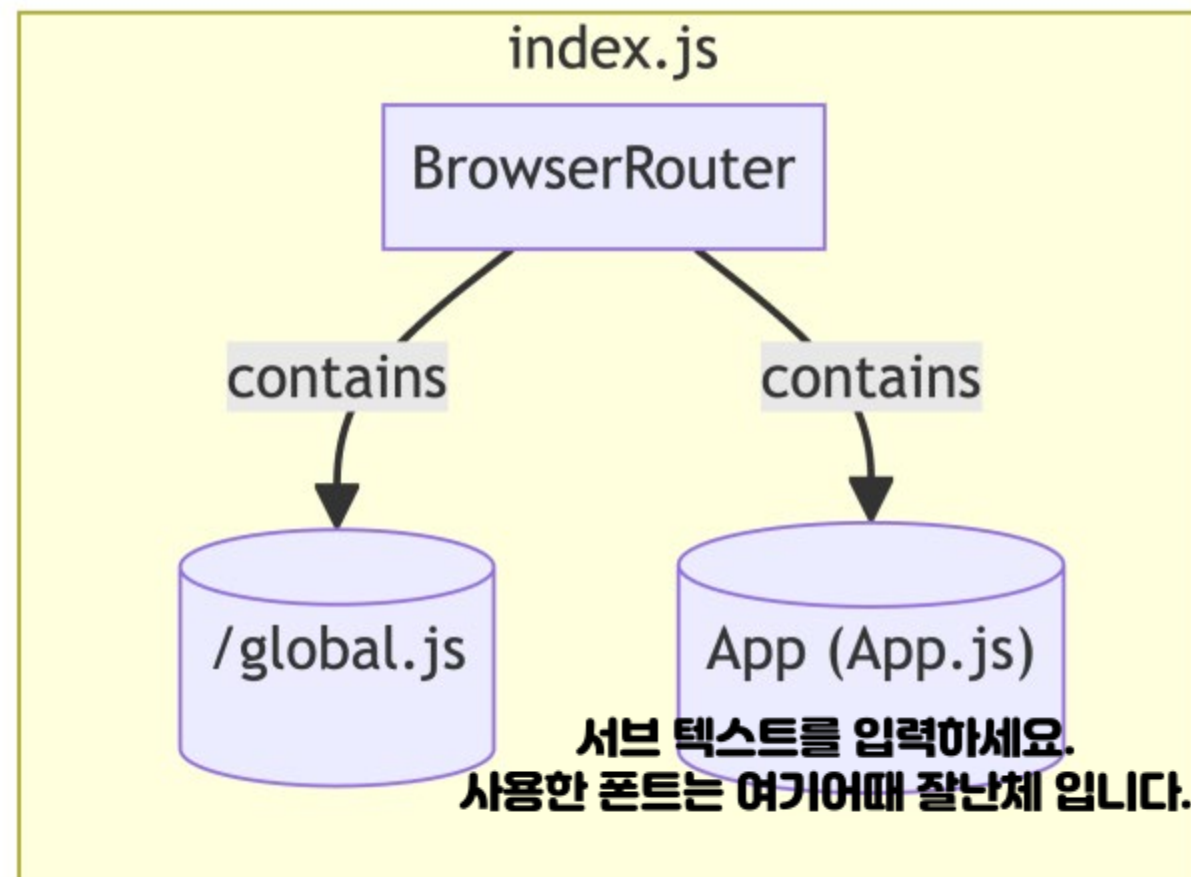 index.js
BrowserRouter
contains
contains
/global.js
App (App.js)
서브 텍스트를 입력하세요.
사용한 폰트는 여기어때 잘난체 입니다.